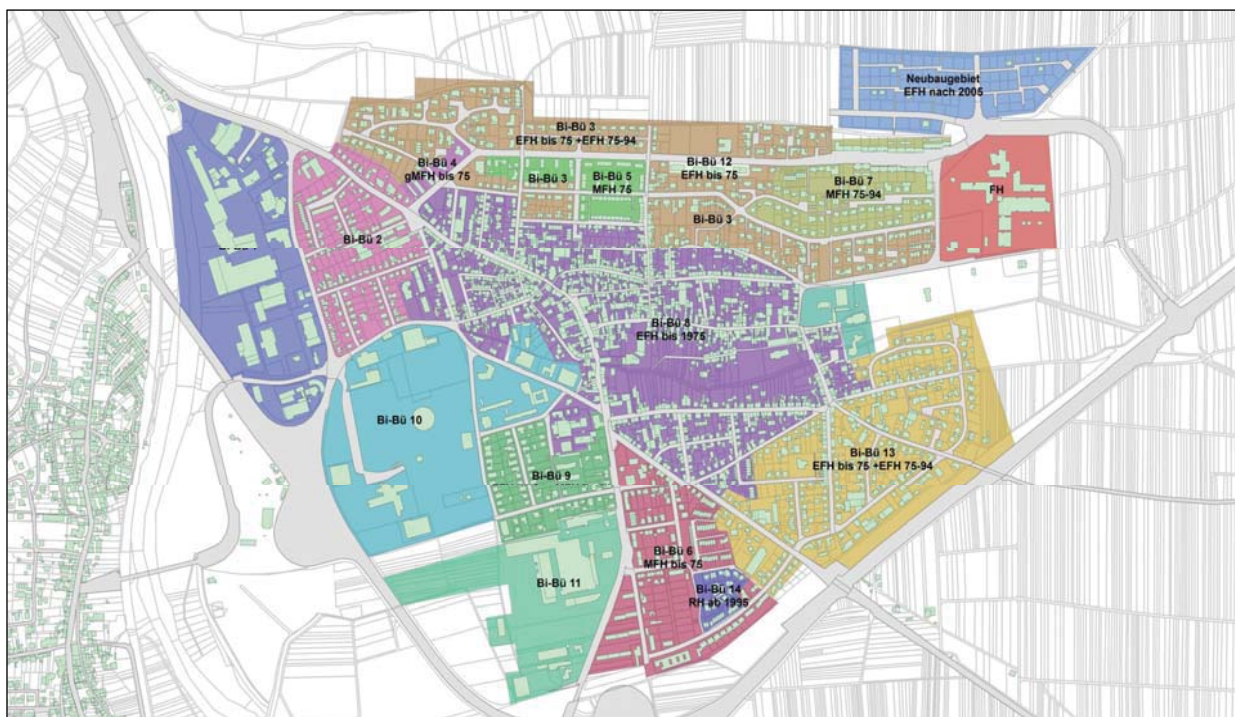 Neubaugebiet
EFH nach 2005
Bi-Bü 3
EFH bis 75 +EFH 75-94
Bi-Bü 4
gMFH bis 75
Bi-Bü 3
Bi-Bü 5
MFH 75
Bi-Bü 12
EFH bis 75
Bi-Bü 7
MFH 75-94
FH
Bi-Bü 3
Bi-Bü 2
Bi-Bü 8
EFH bis 1975
Bi-Bü 10
Bi-Bü 13
EFH bis 75 +EFH 75-94
Bi-Bü 9
Bi-Bü 6
MFH bis 75
Bi-Bü 11
Bi-Bü 14
RH ab 1995